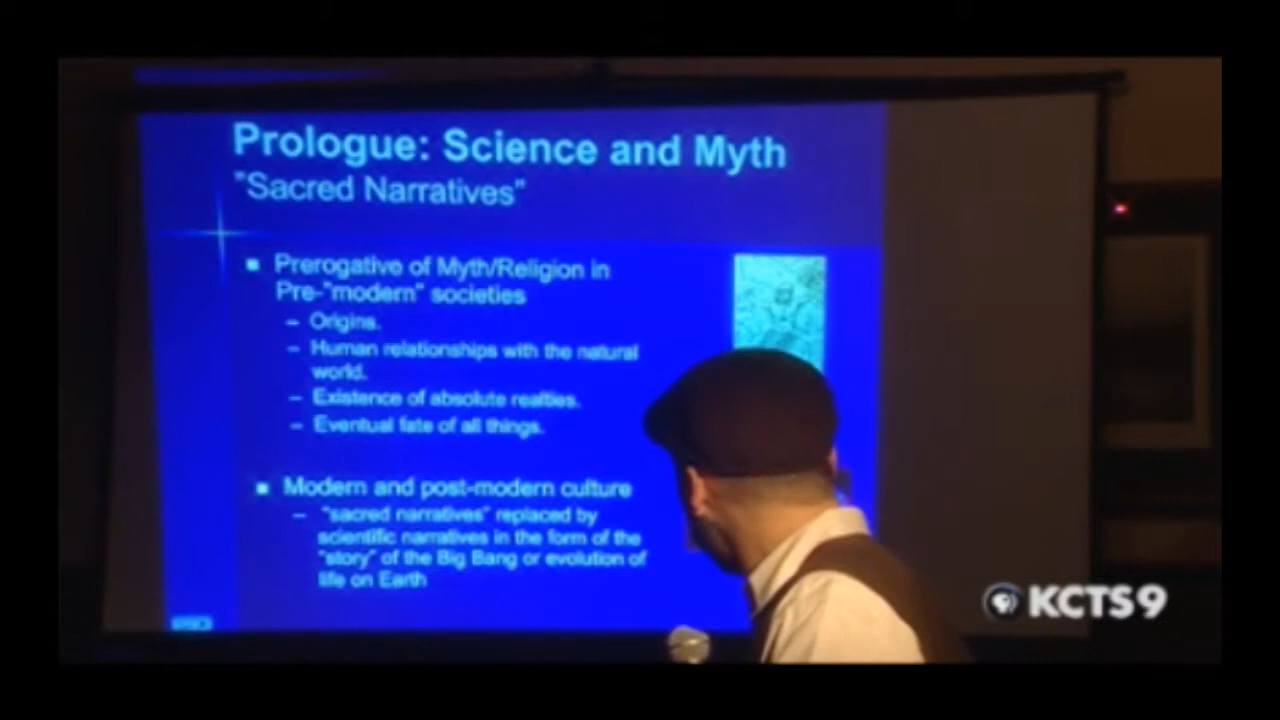 Prologue: Science and Myth
"Sacred Narratives"
Prerogative of Myth/Religion in
Pre-"modern" societies
– Origins.
– Human relationships with the natural
world.
– Existence of absolute realties.
– Eventual fate of all things.
Modern and post-modern culture
– "sacred narratives" replaced by
scientific narratives in the form of the
"story" of the Big Bang or evolution of
life on Earth
KCTS9